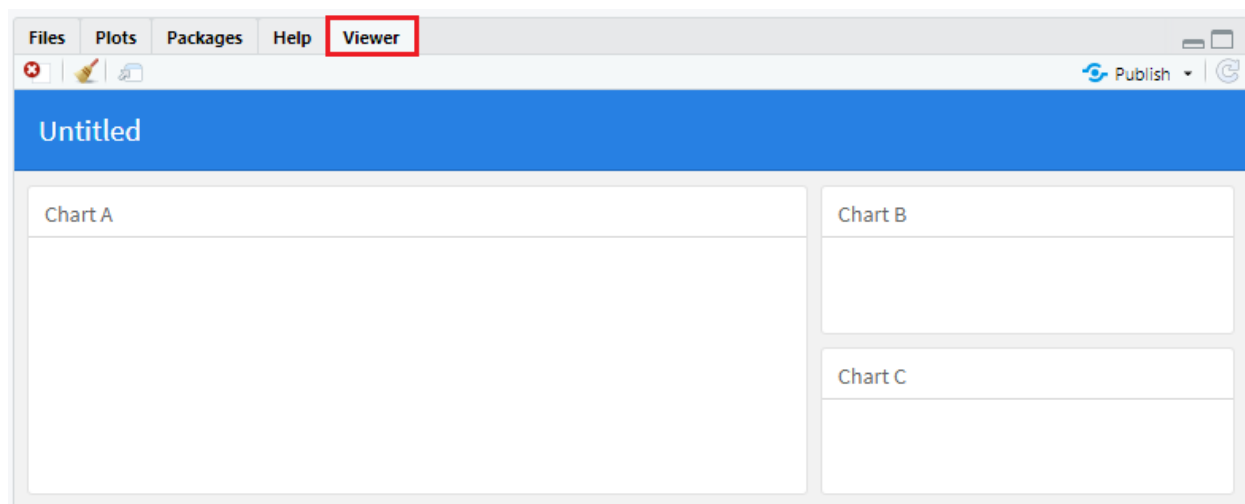 Files Plots Packages Help Viewer
Publish
Untitled
Chart A
Chart B
Chart C